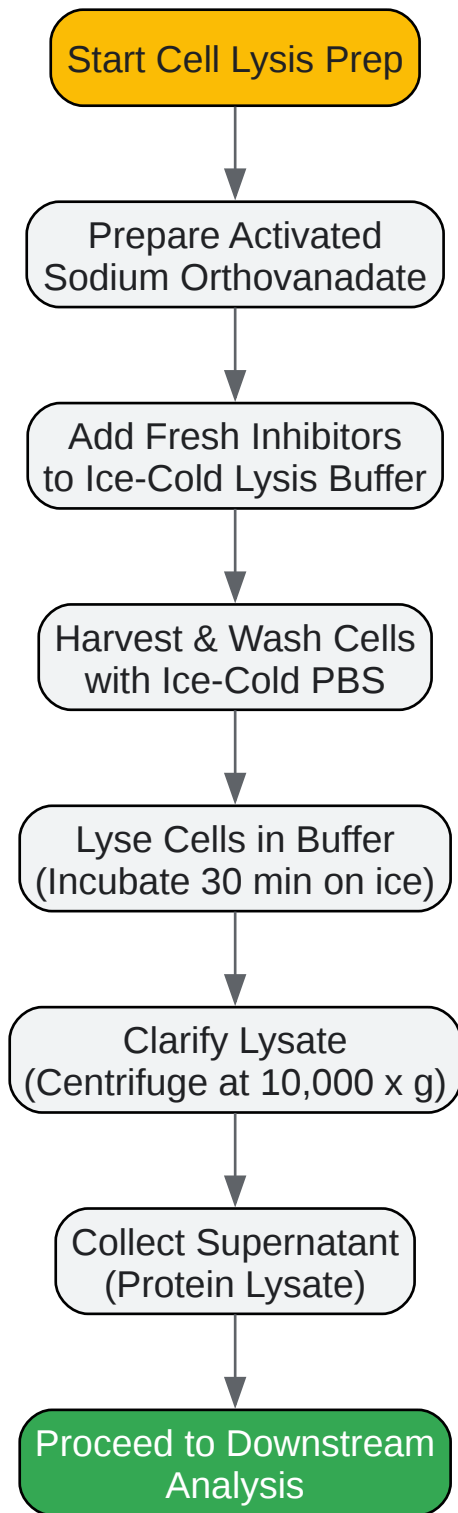 Start Cell Lysis Prep
Prepare Activated
Sodium Orthovanadate
Add Fresh Inhibitors
to Ice-Cold Lysis Buffer
Harvest & Wash Cells
with Ice-Cold PBS
Lyse Cells in Buffer
(Incubate 30 min on ice)
Clarify Lysate
(Centrifuge at 10,000 x g)
Collect Supernatant
(Protein Lysate)
Proceed to Downstream
Analysis